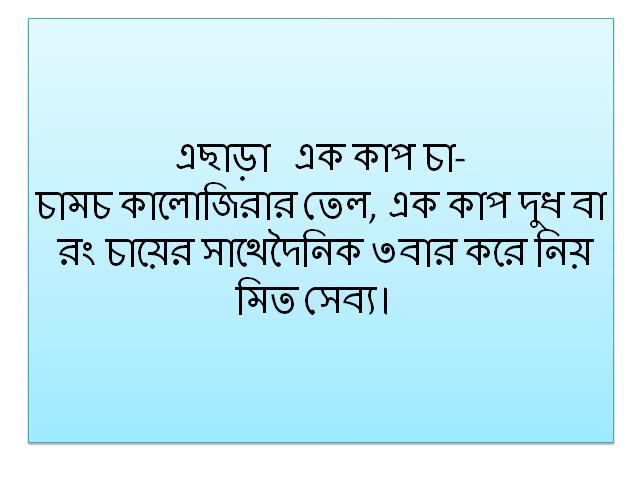 এছাড়া এক কাপ চা-
চামচ কালোজিরার তেল, এক কাপ দুধ বা
রং চায়ের সাথেদৈনিক ৩বার করে নিয়
মিত সেব্য।